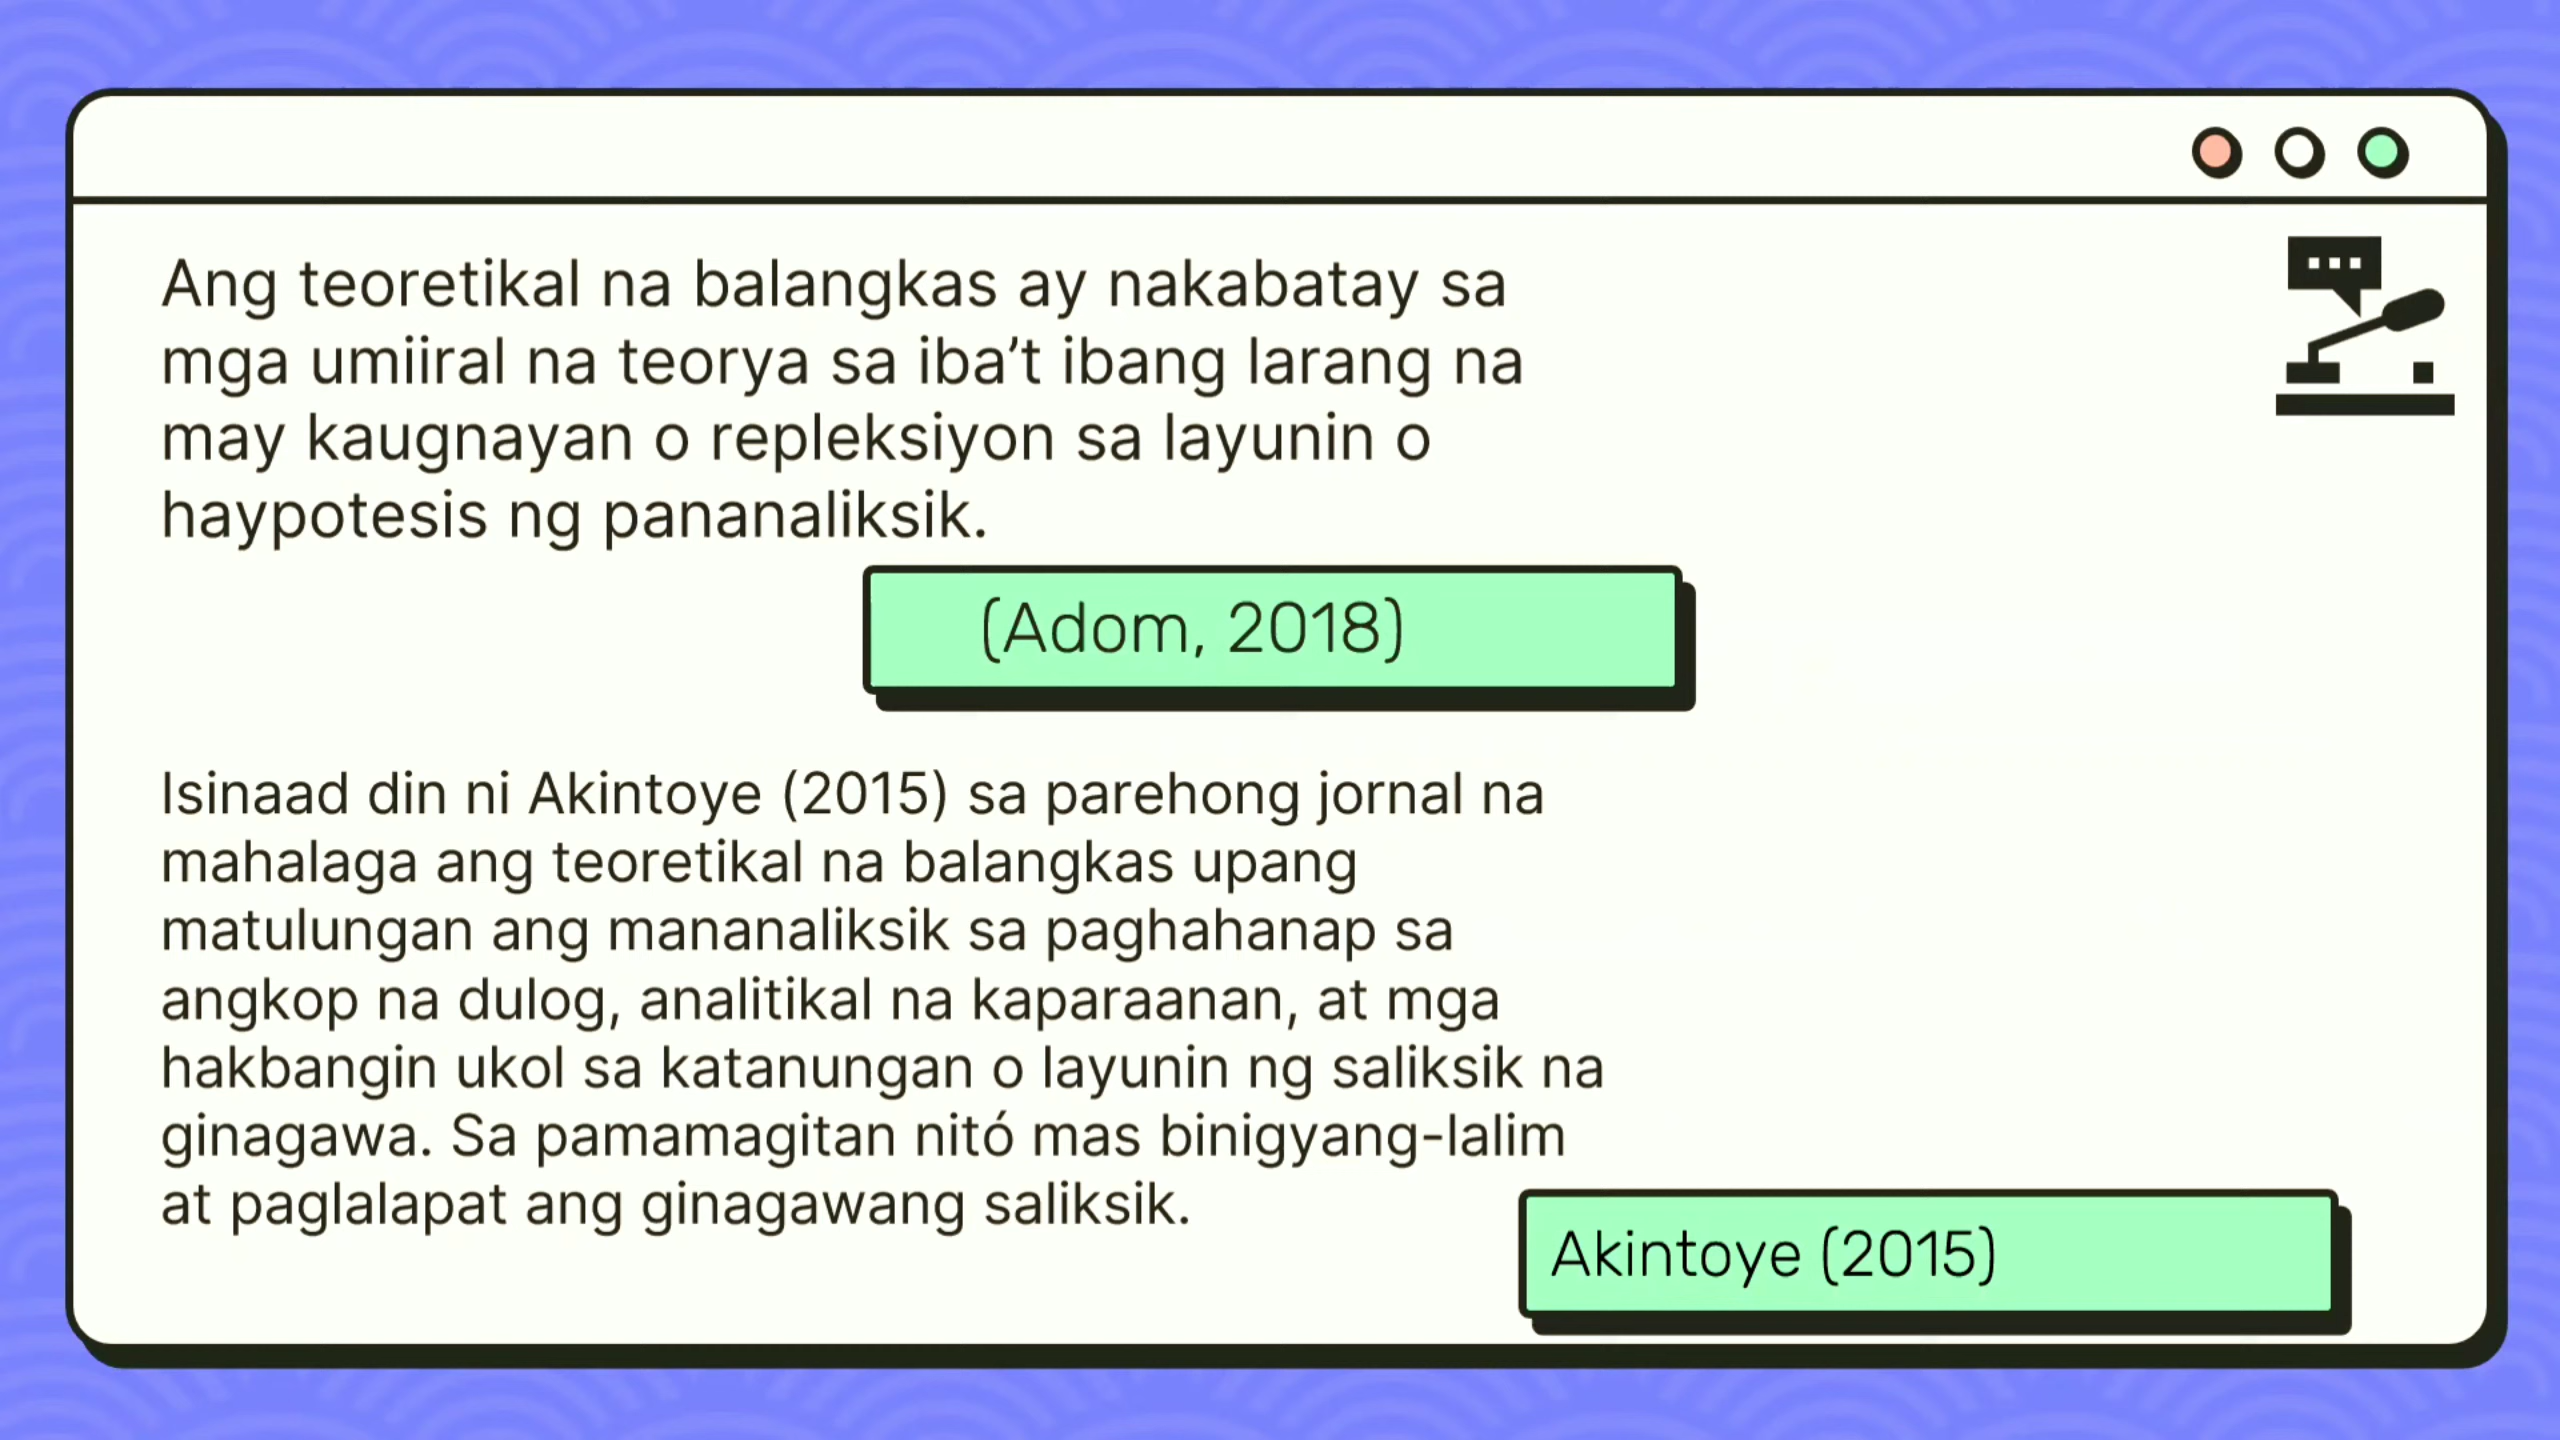 Ang teoretikal na balangkas ay nakabatay sa
mga umiiral na teorya sa iba’t ibang larang na
may kaugnayan o repleksiyon sa layunin o
haypotesis ng pananaliksik.
(Adom, 2018)
Isinaad din ni Akintoye (2015) sa parehong jornal na
mahalaga ang teoretikal na balangkas upang
matulungan ang mananaliksik sa paghahanap sa
angkop na dulog, analitikal na kaparaanan, at mga
hakbangin ukol sa katanungan o layunin ng saliksik na
ginagawa. Sa pamamagitan nitó mas binigyang-lalim
at paglalapat ang ginagawang saliksik.
Akintoye (2015)